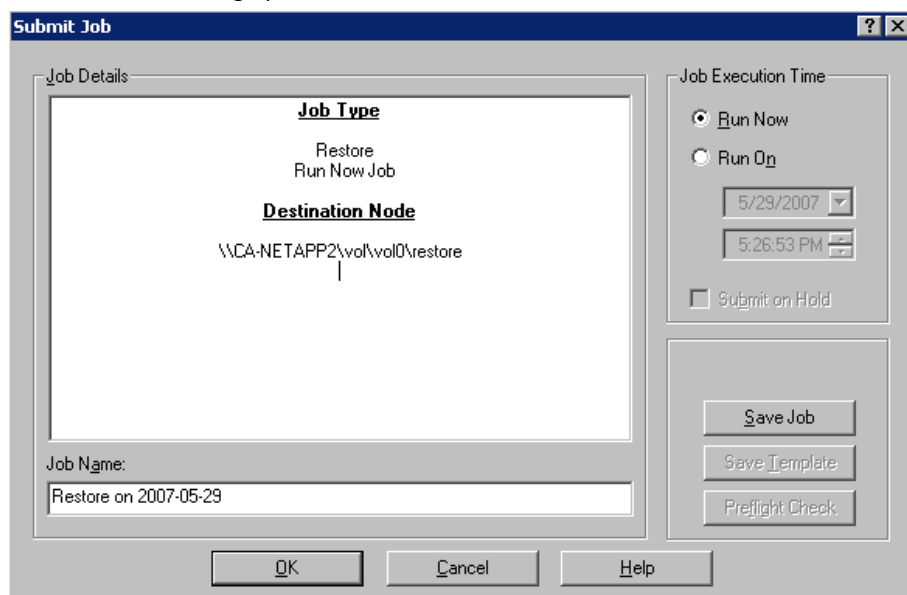 Submit Job
Job Details
Job Type
Restore
Run Now Job
Destination Node
\\CA-NETAPP2\vol\vol0\restore
Job Name:
Restore on 2007-05-29
Job Execution Time
Run Now
Run On
5/29/2007
5:26:53 PM
Submit on Hold
Save Job
Save Template
Preflight Check
OK
Cancel
Help